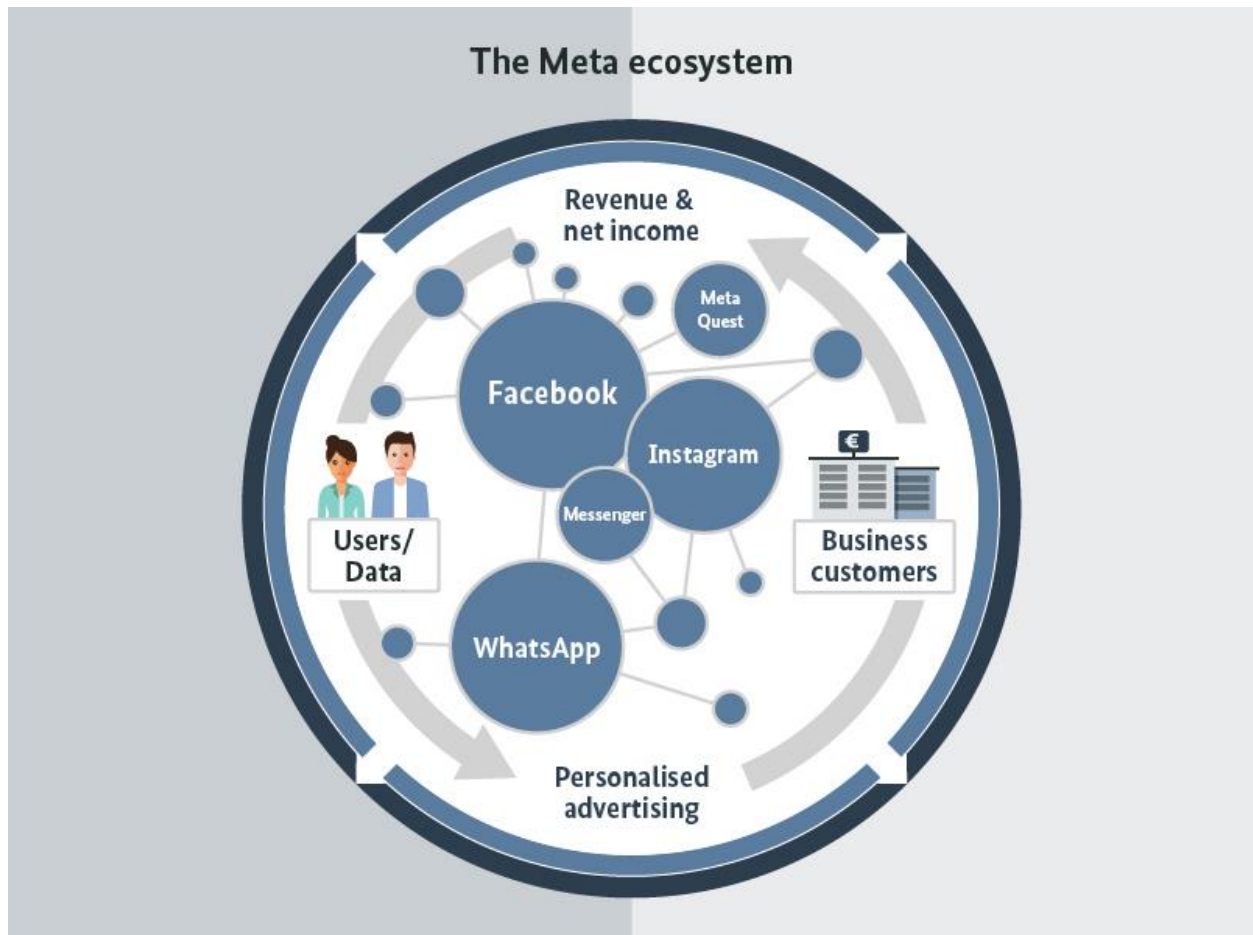 The Meta ecosystem
Revenue &
net income
Meta
Quest
Facebook
Instagram
€
Messenger
Users/
Data
Business
customers
WhatsApp
Personalised
advertising